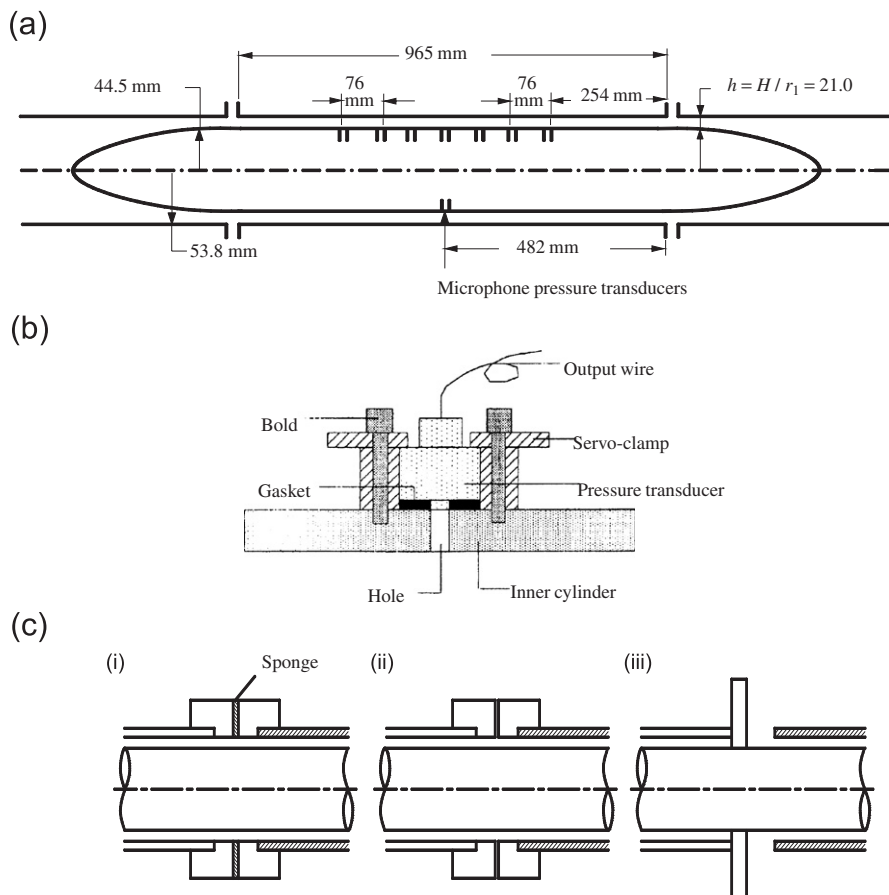 (a)
965 mm
44.5 mm
76
mm
76
mm
254 mm
h = H / r₁ = 21.0
53.8 mm
482 mm
Microphone pressure transducers
(b)
Output wire
Bold
Servo-clamp
Gasket
Pressure transducer
Hole
Inner cylinder
(c)
(i)
Sponge
(ii)
(iii)